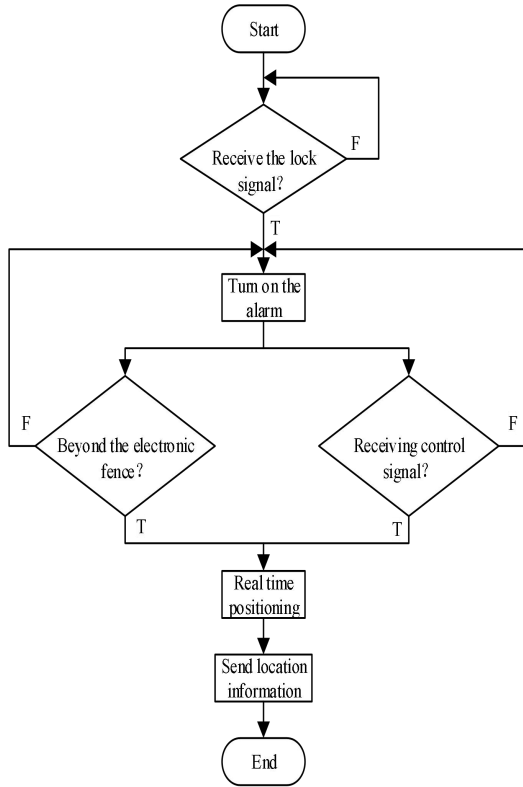 Start
Receive the lock
signal?
F
T
Turn on the
alarm
F
Beyond the electronic
fence?
T
Receiving control
signal?
F
T
Real time
positioning
Send location
information
End